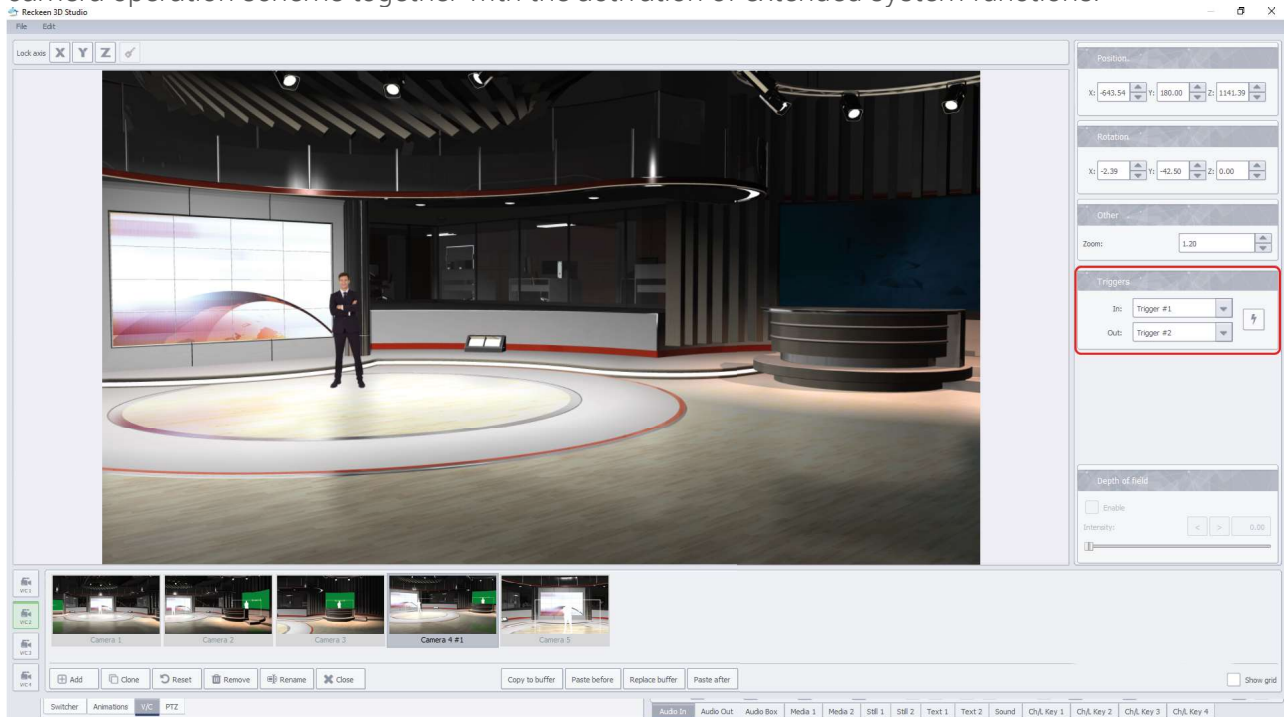 camera operation scheme together with the activation of extended system functions.
Reckeen 3D Studio
File Edit
Lock axis X Y Z
Position
X: -643.54 Y: 180.00 Z: 1141.39
Rotation
X: -2.39 Y: -42.50 Z: 0.00
Other
Zoom: 1.20
Triggers
In: Trigger #1
Out: Trigger #2
Depth of field
Enable
Intensity: < > 0.00
V/C 1
V/C 2
V/C 3
V/C 4
Camera 1 Camera 2 Camera 3 Camera 4 #1 Camera 5
Add Clone Reset Remove Rename Close Copy to buffer Paste before Replace buffer Paste after Show grid
Switcher Animations V/C PTZ Audio In Audio Out Audio Box Media 1 Media 2 Still 1 Still 2 Text 1 Text 2 Sound Ch/L Key 1 Ch/L Key 2 Ch/L Key 3 Ch/L Key 4